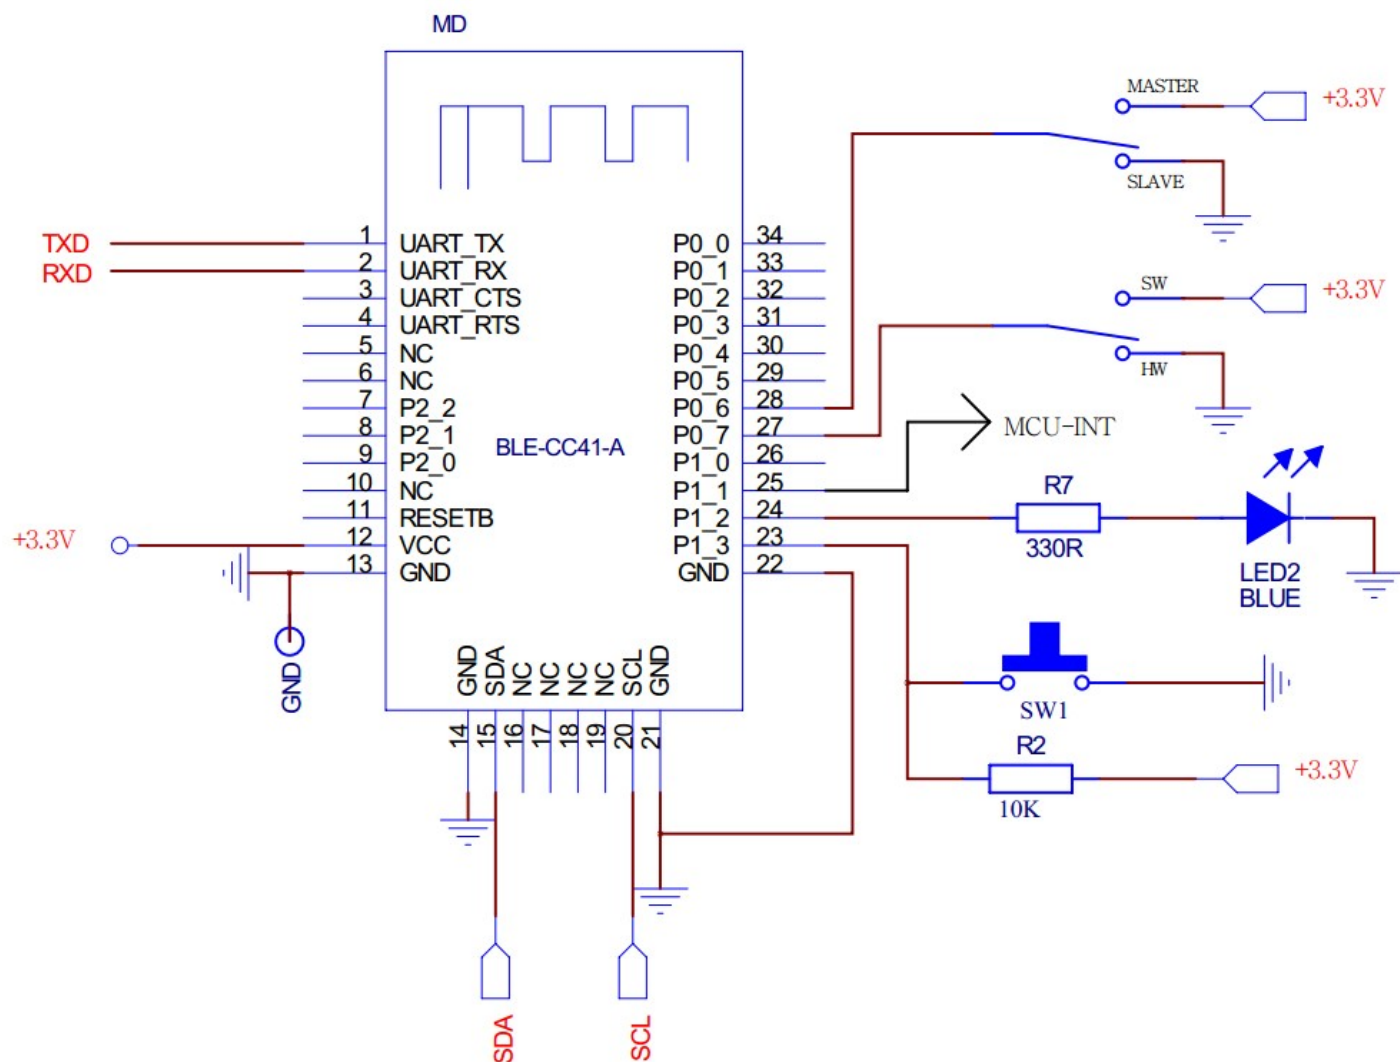 MD
MASTER
+3.3V
SLAVE
TXD
RXD
1 UART_TX
2 UART_RX
3 UART_CTS
4 UART_RTS
5 NC
6 NC
7 P2_2
8 P2_1
9 P2_0
10 NC
11 RESETB
12 VCC
13 GND
+3.3V
GND
BLE-CC41-A
P0_0 34
P0_1 33
P0_2 32
P0_3 31
P0_4 30
P0_5 29
P0_6 28
P0_7 27
P1_0 26
P1_1 25
P1_2 24
P1_3 23
GND 22
SW
+3.3V
HW
MCU-INT
R7
330R
LED2
BLUE
SW1
R2
10K
+3.3V
GND SDA NC NC NC NC SCL GND
14 15 16 17 18 19 20 21
SDA
SCL